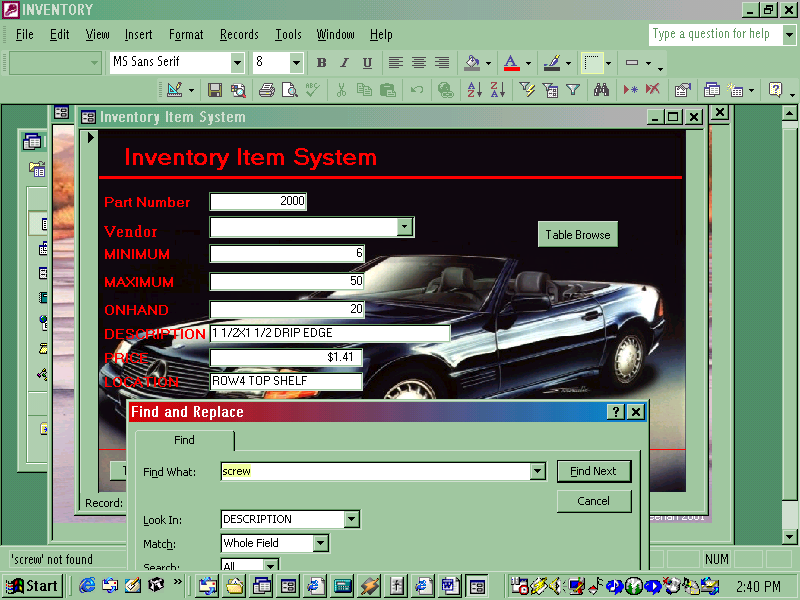 INVENTORY
File Edit View Insert Format Records Tools Window Help
Type a question for help
MS Sans Serif 8 B I U
Inventory Item System
Inventory Item System
Part Number 2000
Vendor
Table Browse
MINIMUM 6
MAXIMUM 50
ONHAND 20
DESCRIPTION 1 1/2X1 1/2 DRIP EDGE
PRICE $1.41
LOCATION ROW4 TOP SHELF
Find and Replace
Find
Find What: screw Find Next
Cancel
Record:
2001
Look In: DESCRIPTION
Match: Whole Field
Search: All
'screw' not found NUM
Start 2:40 PM